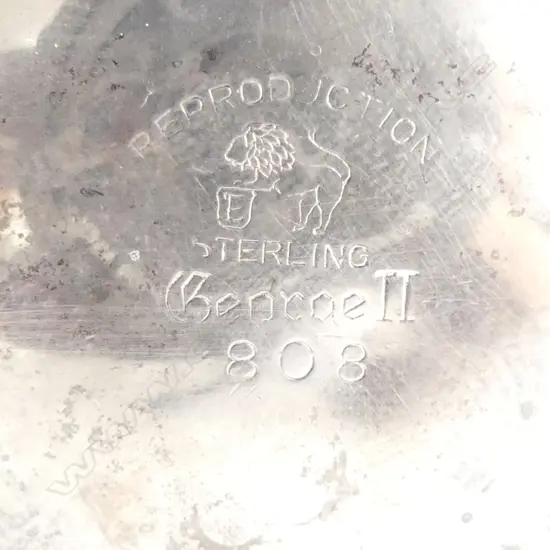 REPRODUCTION
E
STERLING
George II
808